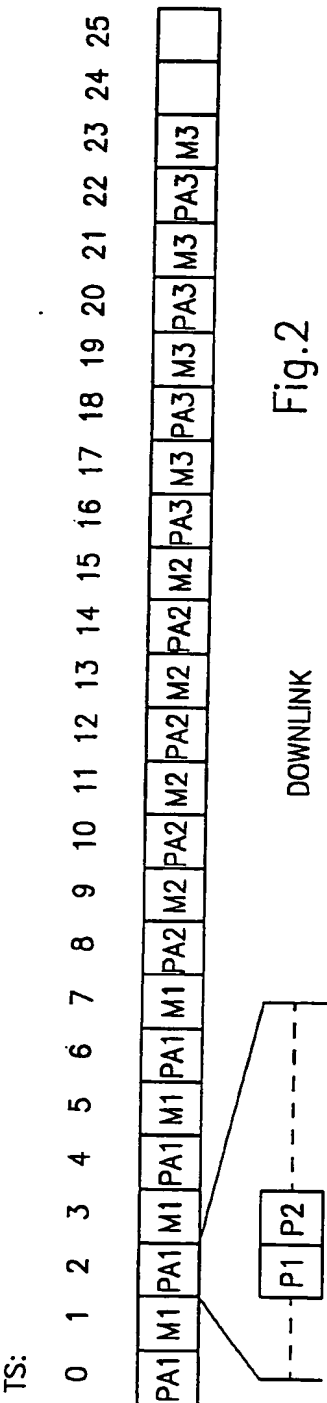 TS:
0 1 2 3 4 5 6 7 8 9 10 11 12 13 14 15 16 17 18 19 20 21 22 23 24 25
PA1 M1 PA1 M1 PA1 M1 PA1 M1 PA2 M2 PA2 M2 PA2 M2 PA2 M2 PA3 M3 PA3 M3 PA3 M3 PA3 M3
P1 P2
DOWNLINK
Fig.2